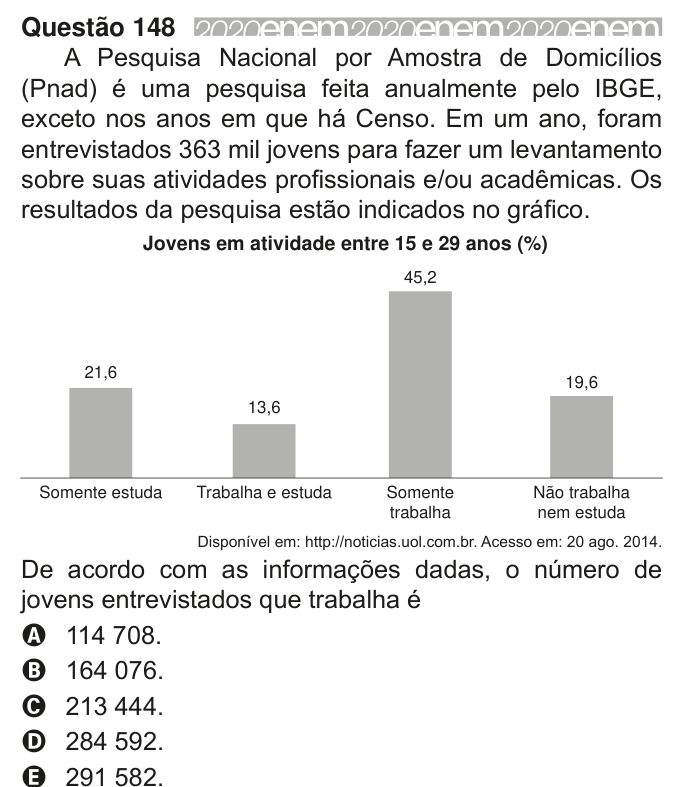 Questão 148 2020enem2020enem2020enem
A Pesquisa Nacional por Amostra de Domicílios
(Pnad) é uma pesquisa feita anualmente pelo IBGE,
exceto nos anos em que há Censo. Em um ano, foram
entrevistados 363 mil jovens para fazer um levantamento
sobre suas atividades profissionais e/ou acadêmicas. Os
resultados da pesquisa estão indicados no gráfico.
Jovens em atividade entre 15 e 29 anos (%)
45,2
21,6
19,6
13,6
Somente estuda Trabalha e estuda Somente Não trabalha
trabalha nem estuda
Disponível em: http://noticias.uol.com.br. Acesso em: 20 ago. 2014.
De acordo com as informações dadas, o número de
jovens entrevistados que trabalha é
A 114 708.
B 164 076.
C 213 444.
D 284 592.
E 291 582.